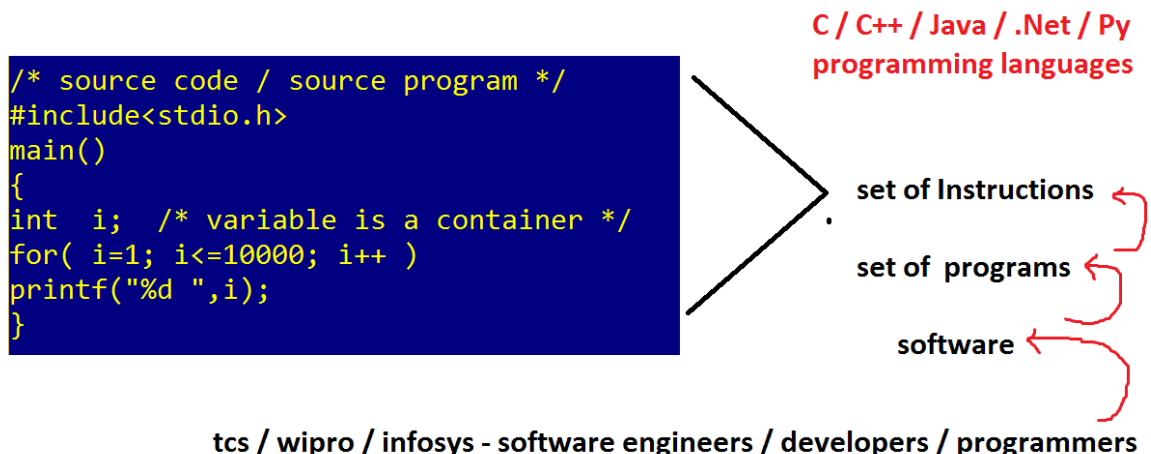 C / C++ / Java / .Net / Py
programming languages
/* source code / source program */
#include<stdio.h>
main()
{
int  i;  /* variable is a container */
for( i=1; i<=10000; i++ )
printf("%d ",i);
}
set of Instructions
set of  programs
software
tcs / wipro / infosys - software engineers / developers / programmers